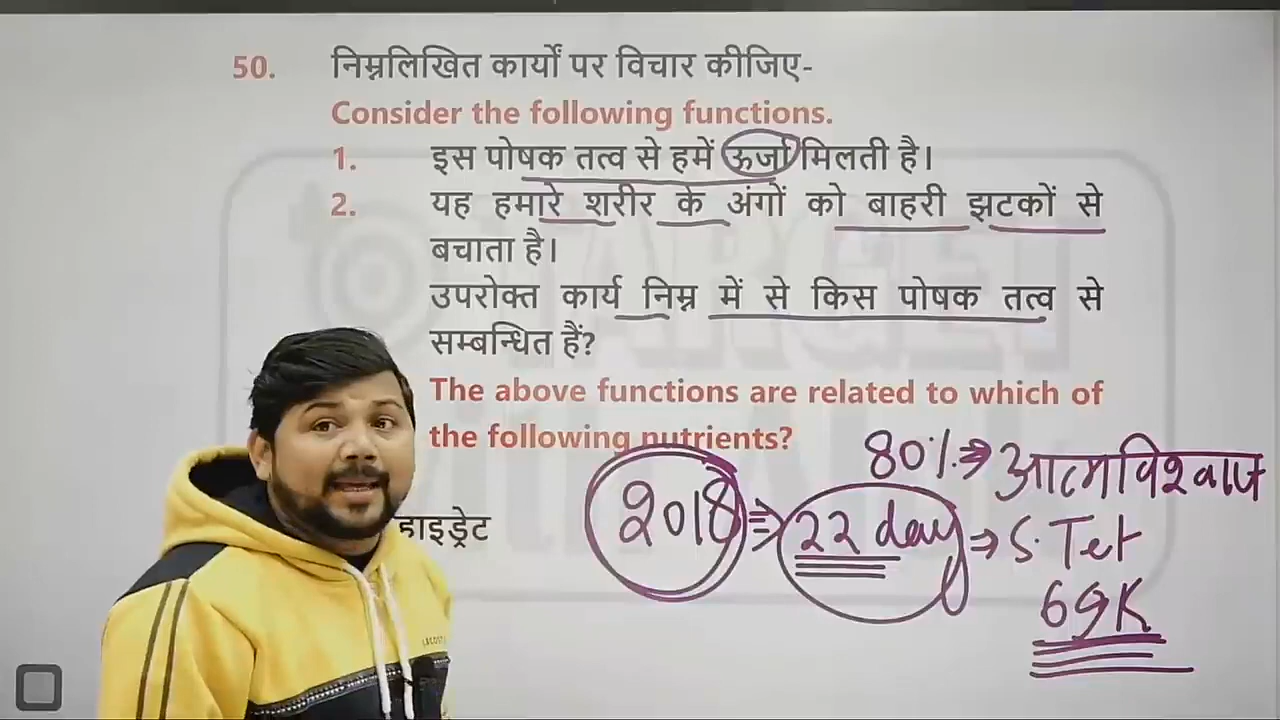 50. निम्नलिखित कार्यों पर विचार कीजिए-
Consider the following functions.
1. इस पोषक तत्व से हमें ऊर्जा मिलती है।
2. यह हमारे शरीर के अंगों को बाहरी झटकों से
बचाता है।
उपरोक्त कार्य निम्न में से किस पोषक तत्व से
सम्बन्धित हैं?
The above functions are related to which of
the following nutrients?
80% ⇒ आत्मविश्वास
हाइड्रेट
2018 ⇒ 22 day ⇒ S. Tet
69K